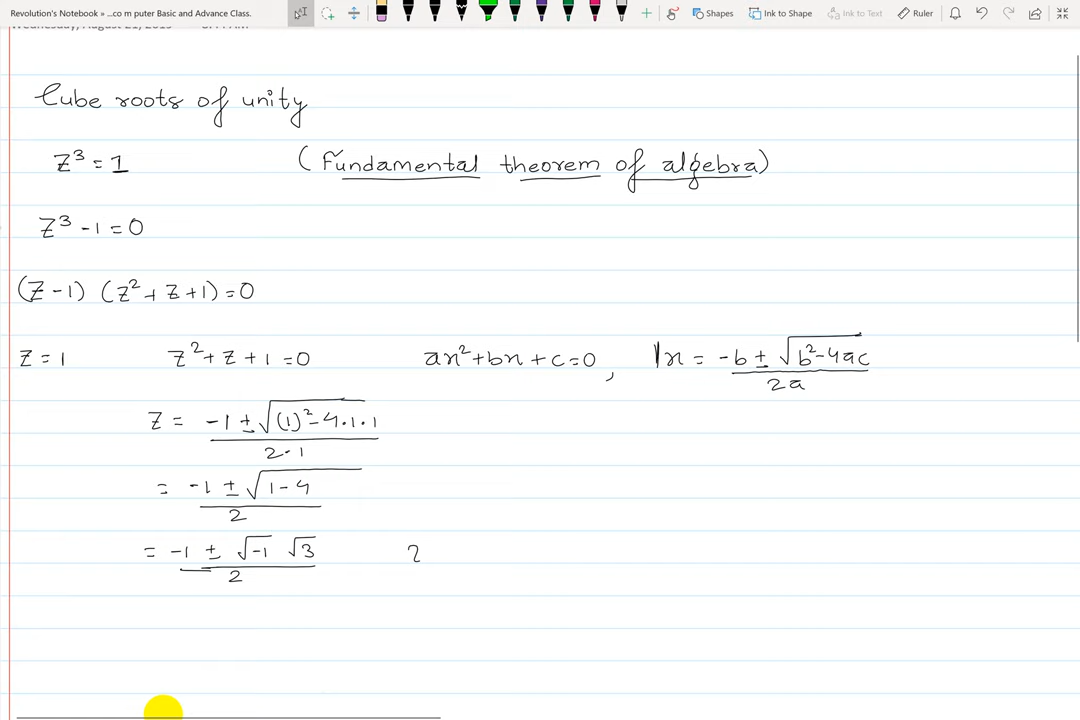 Revolution's Notebook » ...co m puter Basic and Advance Class.
Shapes Ink to Shape Ink to Text Ruler
Cube roots of unity
z³ = 1 (Fundamental theorem of algebra)
z³ - 1 = 0
(z-1) (z² + z + 1) = 0
z = 1 z² + z + 1 = 0 ax² + bx + c = 0, x = (-b ± √(b² - 4ac))/2a
z = (-1 ± √((1)² - 4·1·1))/2·1
= (-1 ± √(1-4))/2
= (-1 ± √-1 √3)/2 2